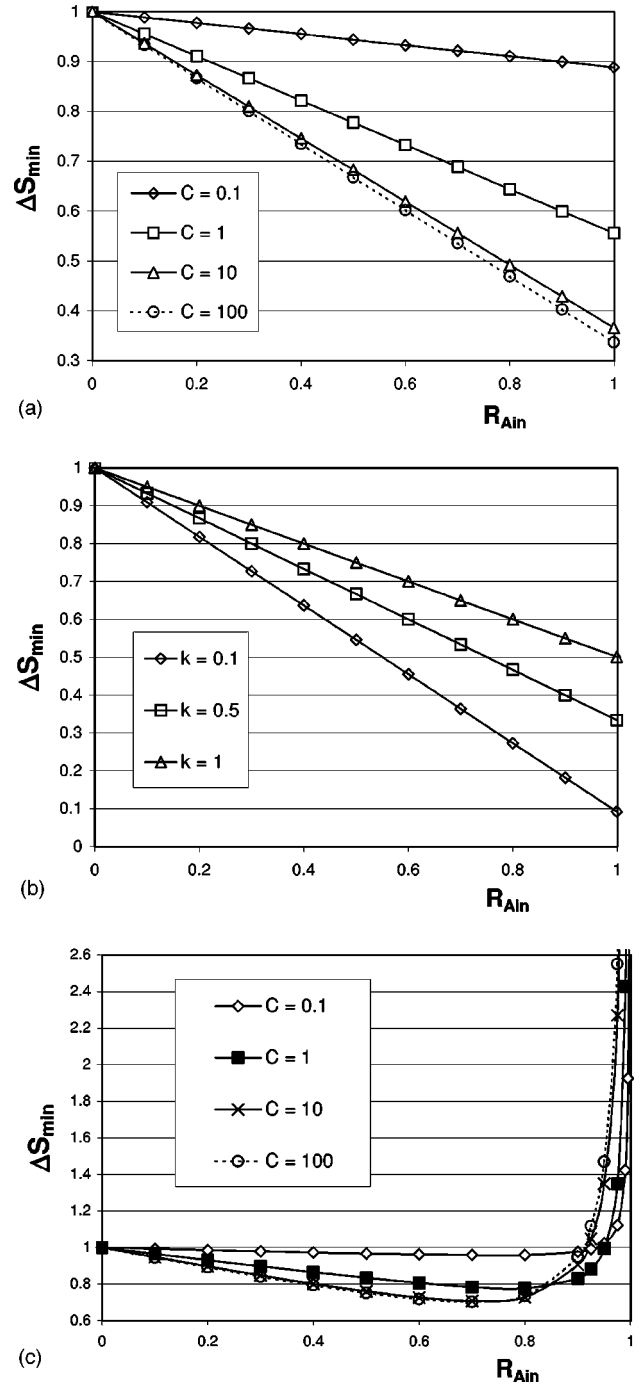 1
0.9
0.8
0.7
0.6
0.5
0.4
0.3
ΔSmin
C = 0.1
C = 1
C = 10
C = 100
0 0.2 0.4 0.6 0.8 1
(a)
RAin
1
0.9
0.8
0.7
0.6
0.5
0.4
0.3
0.2
0.1
0
ΔSmin
k = 0.1
k = 0.5
k = 1
0 0.2 0.4 0.6 0.8 1
(b)
RAin
2.6
2.4
2.2
2
1.8
1.6
1.4
1.2
1
0.8
0.6
ΔSmin
C = 0.1
C = 1
C = 10
C = 100
0 0.2 0.4 0.6 0.8 1
(c)
RAin